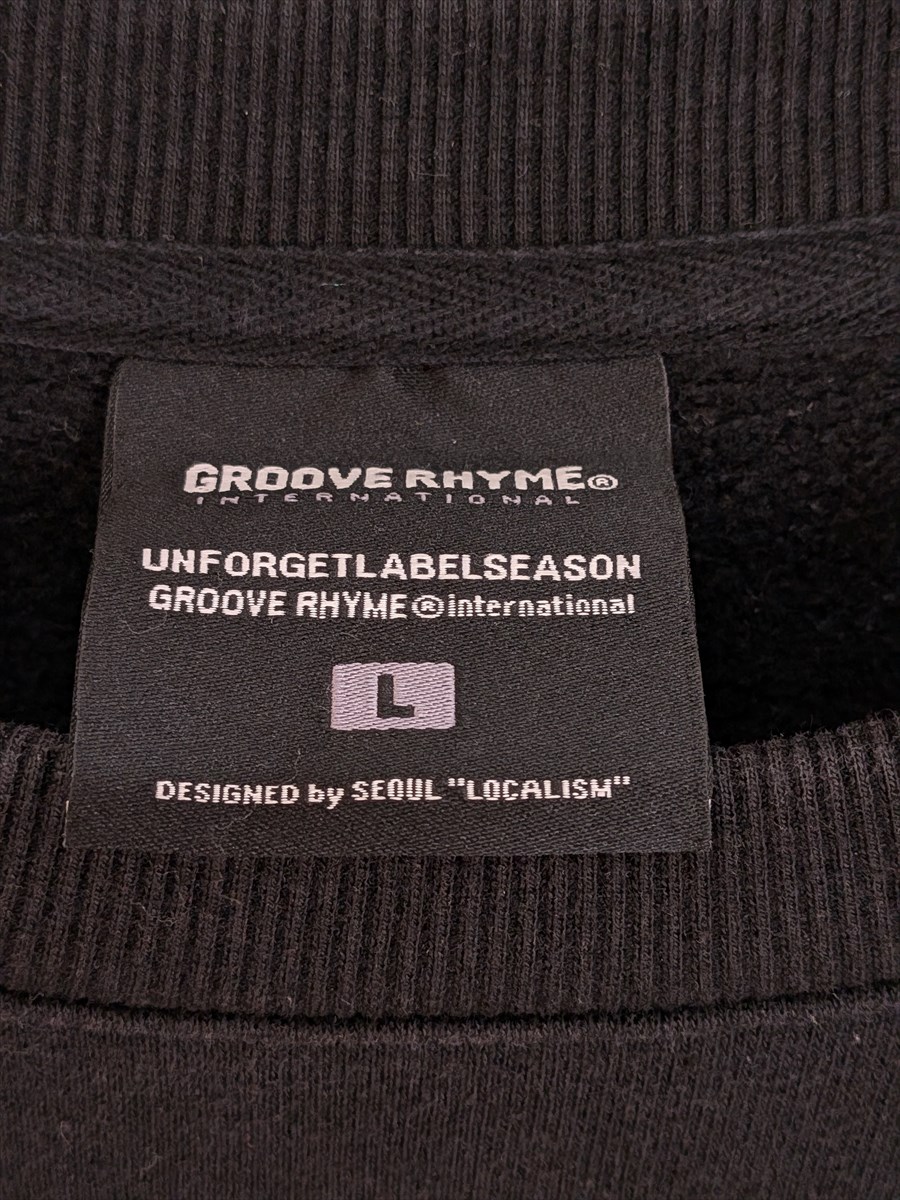 GROOVE RHYME®
INTERNATIONAL
UNFORGETLABELSEASON
GROOVE RHYME®international
L
DESIGNED by SEOUL "LOCALISM"